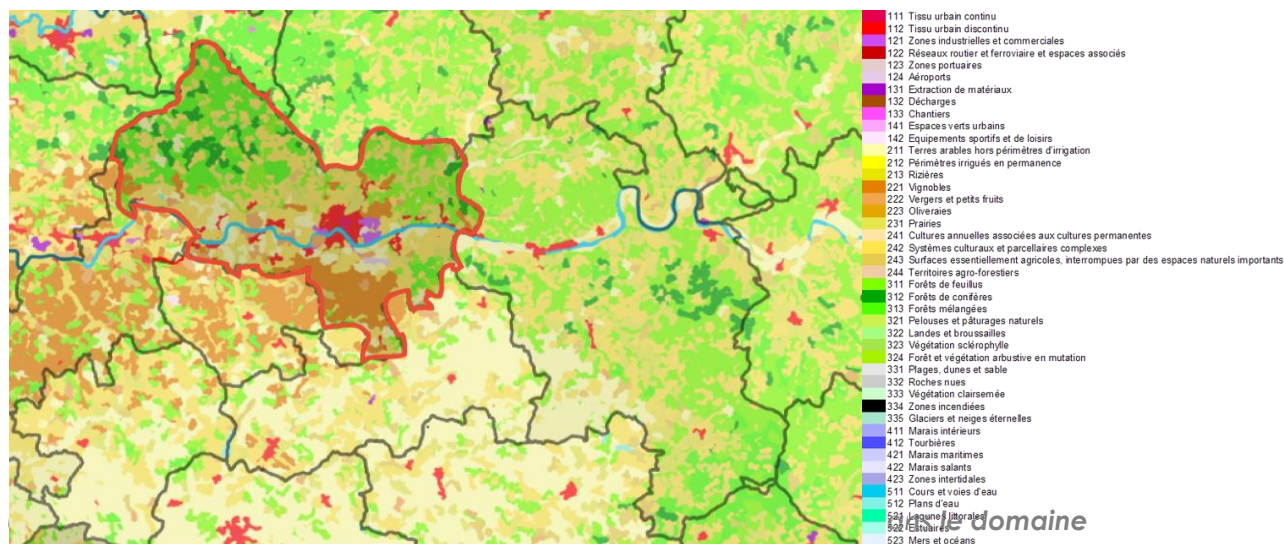 111 Tissu urbain continu
112 Tissu urbain discontinu
121 Zones industrielles et commerciales
122 Réseaux routier et ferroviaire et espaces associés
123 Zones portuaires
124 Aéroports
131 Extraction de matériaux
132 Décharges
133 Chantiers
141 Espaces verts urbains
142 Equipements sportifs et de loisirs
211 Terres arables hors périmètres d'irrigation
212 Périmètres irrigués en permanence
213 Rizières
221 Vignobles
222 Vergers et petits fruits
223 Oliveraies
231 Prairies
241 Cultures annuelles associées aux cultures permanentes
242 Systèmes culturaux et parcellaires complexes
243 Surfaces essentiellement agricoles, interrompues par des espaces naturels importants
244 Territoires agro-forestiers
311 Forêts de feuillus
312 Forêts de conifères
313 Forêts mélangées
321 Pelouses et pâturages naturels
322 Landes et broussailles
323 Végétation sclérophylle
324 Forêt et végétation arbustive en mutation
331 Plages, dunes et sable
332 Roches nues
333 Végétation clairsemée
334 Zones incendiées
335 Glaciers et neiges éternelles
411 Marais intérieurs
412 Tourbières
421 Marais maritimes
422 Marais salants
423 Zones intertidales
511 Cours et voies d'eau
512 Plans d'eau
521 Lagunes littorales
le domaine
522 Estuaires
523 Mers et océans